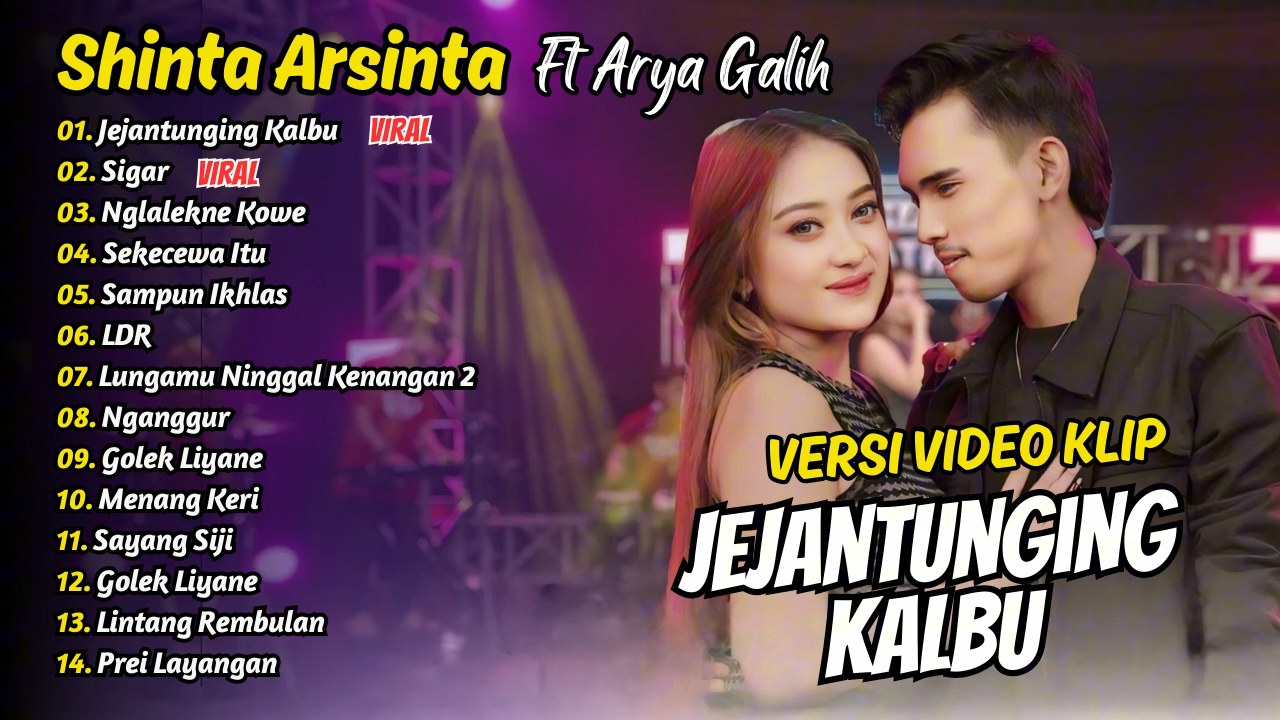 Shinta Arsinta Ft Arya Galih
01. Jejantunging Kalbu VIRAL
02. Sigar VIRAL
03. Nglalekne Kowe
04. Sekecewa Itu
05. Sampun Ikhlas
06. LDR
07. Lungamu Ninggal Kenangan 2
08. Nganggur
09. Golek Liyane
10. Menang Keri
11. Sayang Siji
12. Golek Liyane
13. Lintang Rembulan
14. Prei Layangan
VERSI VIDEO KLIP
JEJANTUNGING
KALBU